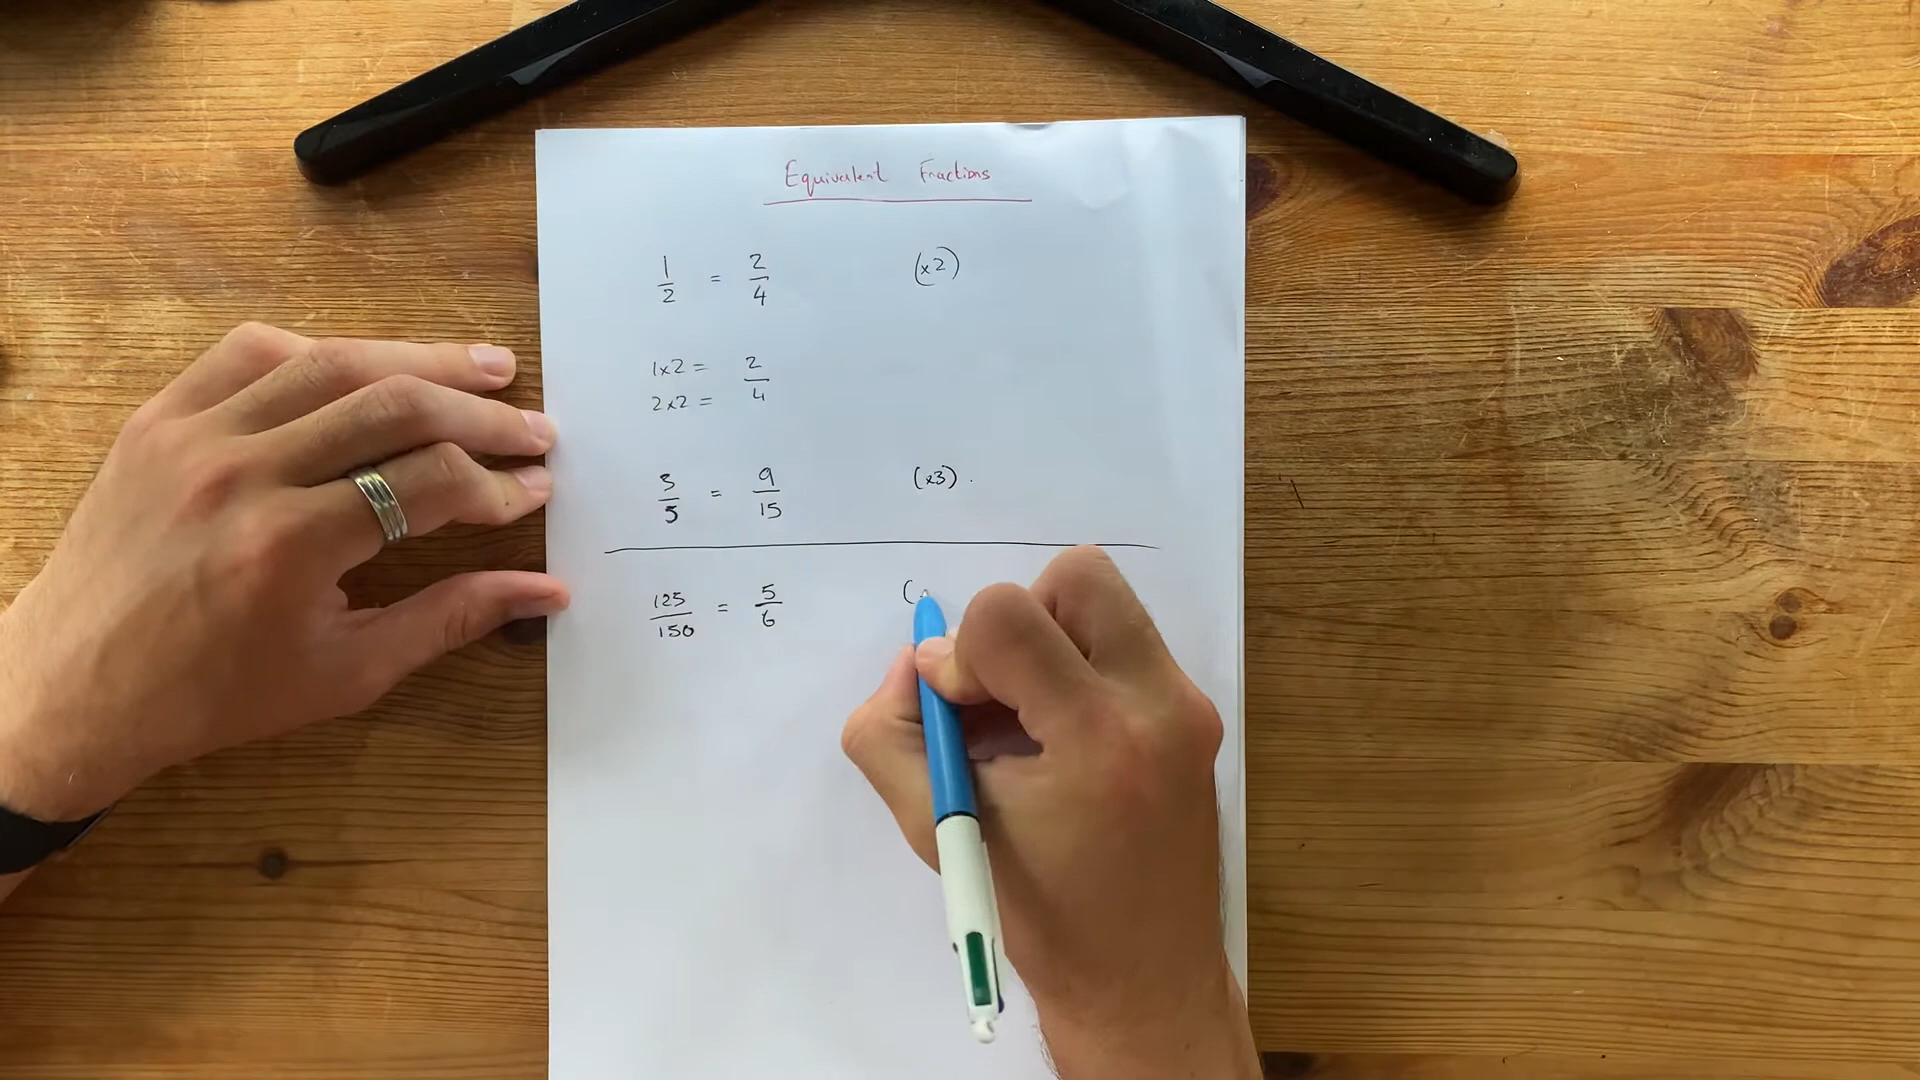 Equivalent Fractions
1/2 = 2/4 (x2)
1x2 = 2
2x2 = 4
3/5 = 9/15 (x3).
125/150 = 5/6 (